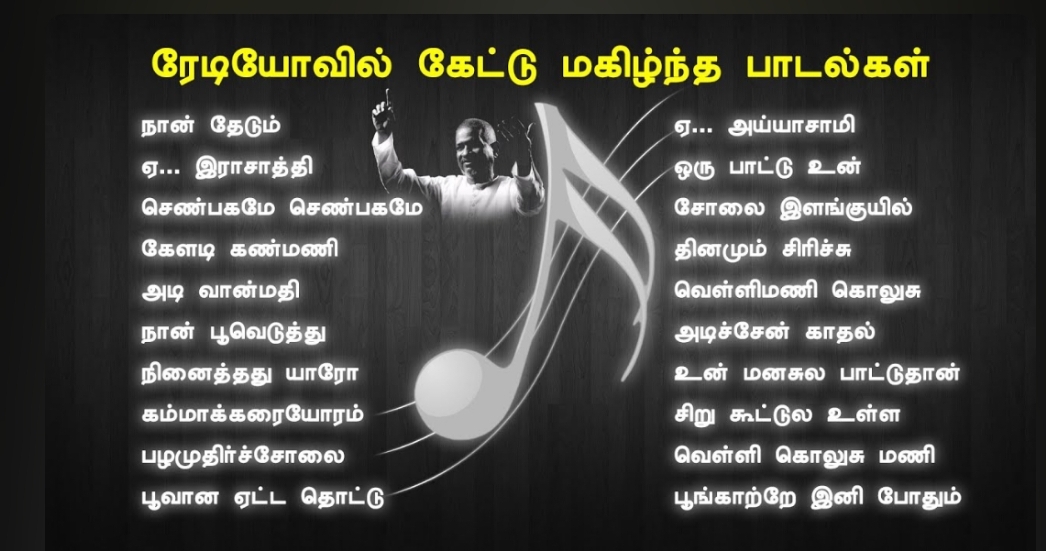 ரேடியோவில் கேட்டு மகிழ்ந்த பாடல்கள்
நான் தேடும்
ஏ... இராசாத்தி
செண்பகமே செண்பகமே
கேளடி கண்மணி
அடி வான்மதி
நான் பூவெடுத்து
நினைத்தது யாரோ
கம்மாக்கரையோரம்
பழமுதிர்ச்சோலை
பூவான ஏட்ட தொட்டு
ஏ... அய்யாசாமி
ஒரு பாட்டு உன்
சோலை இளங்குயில்
தினமும் சிரிச்சு
வெள்ளிமணி கொலுசு
அடிச்சேன் காதல்
உன் மனசுல பாட்டுதான்
சிறு கூட்டுல உள்ள
வெள்ளி கொலுசு மணி
பூங்காற்றே இனி போதும்